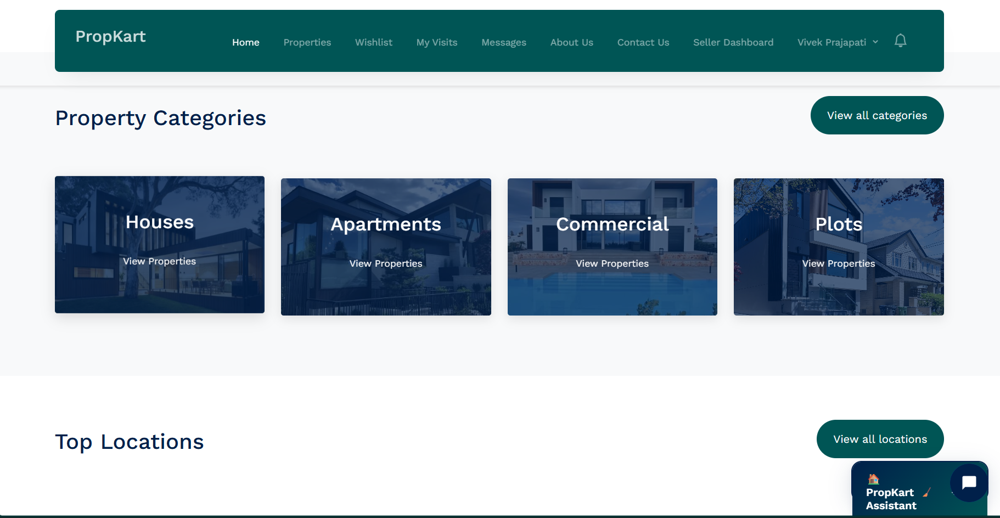 PropKart
Home
Properties
Wishlist
My Visits
Messages
About Us
Contact Us
Seller Dashboard
Vivek Prajapati
Property Categories
View all categories
Houses
View Properties
Apartments
View Properties
Commercial
View Properties
Plots
View Properties
Top Locations
View all locations
PropKart
Assistant